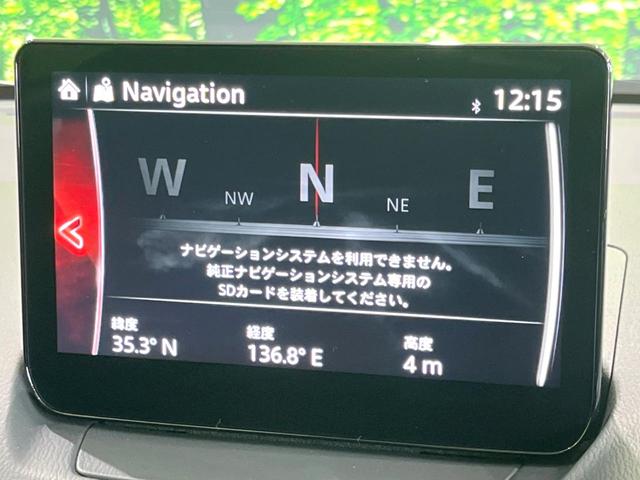 Navigation
12:15
W NW N NE E
ナビゲーションシステムを利用できません。
純正ナビゲーションシステム専用の
SDカードを装着してください。
緯度 経度 高度
35.3° N 136.8° E 4 m